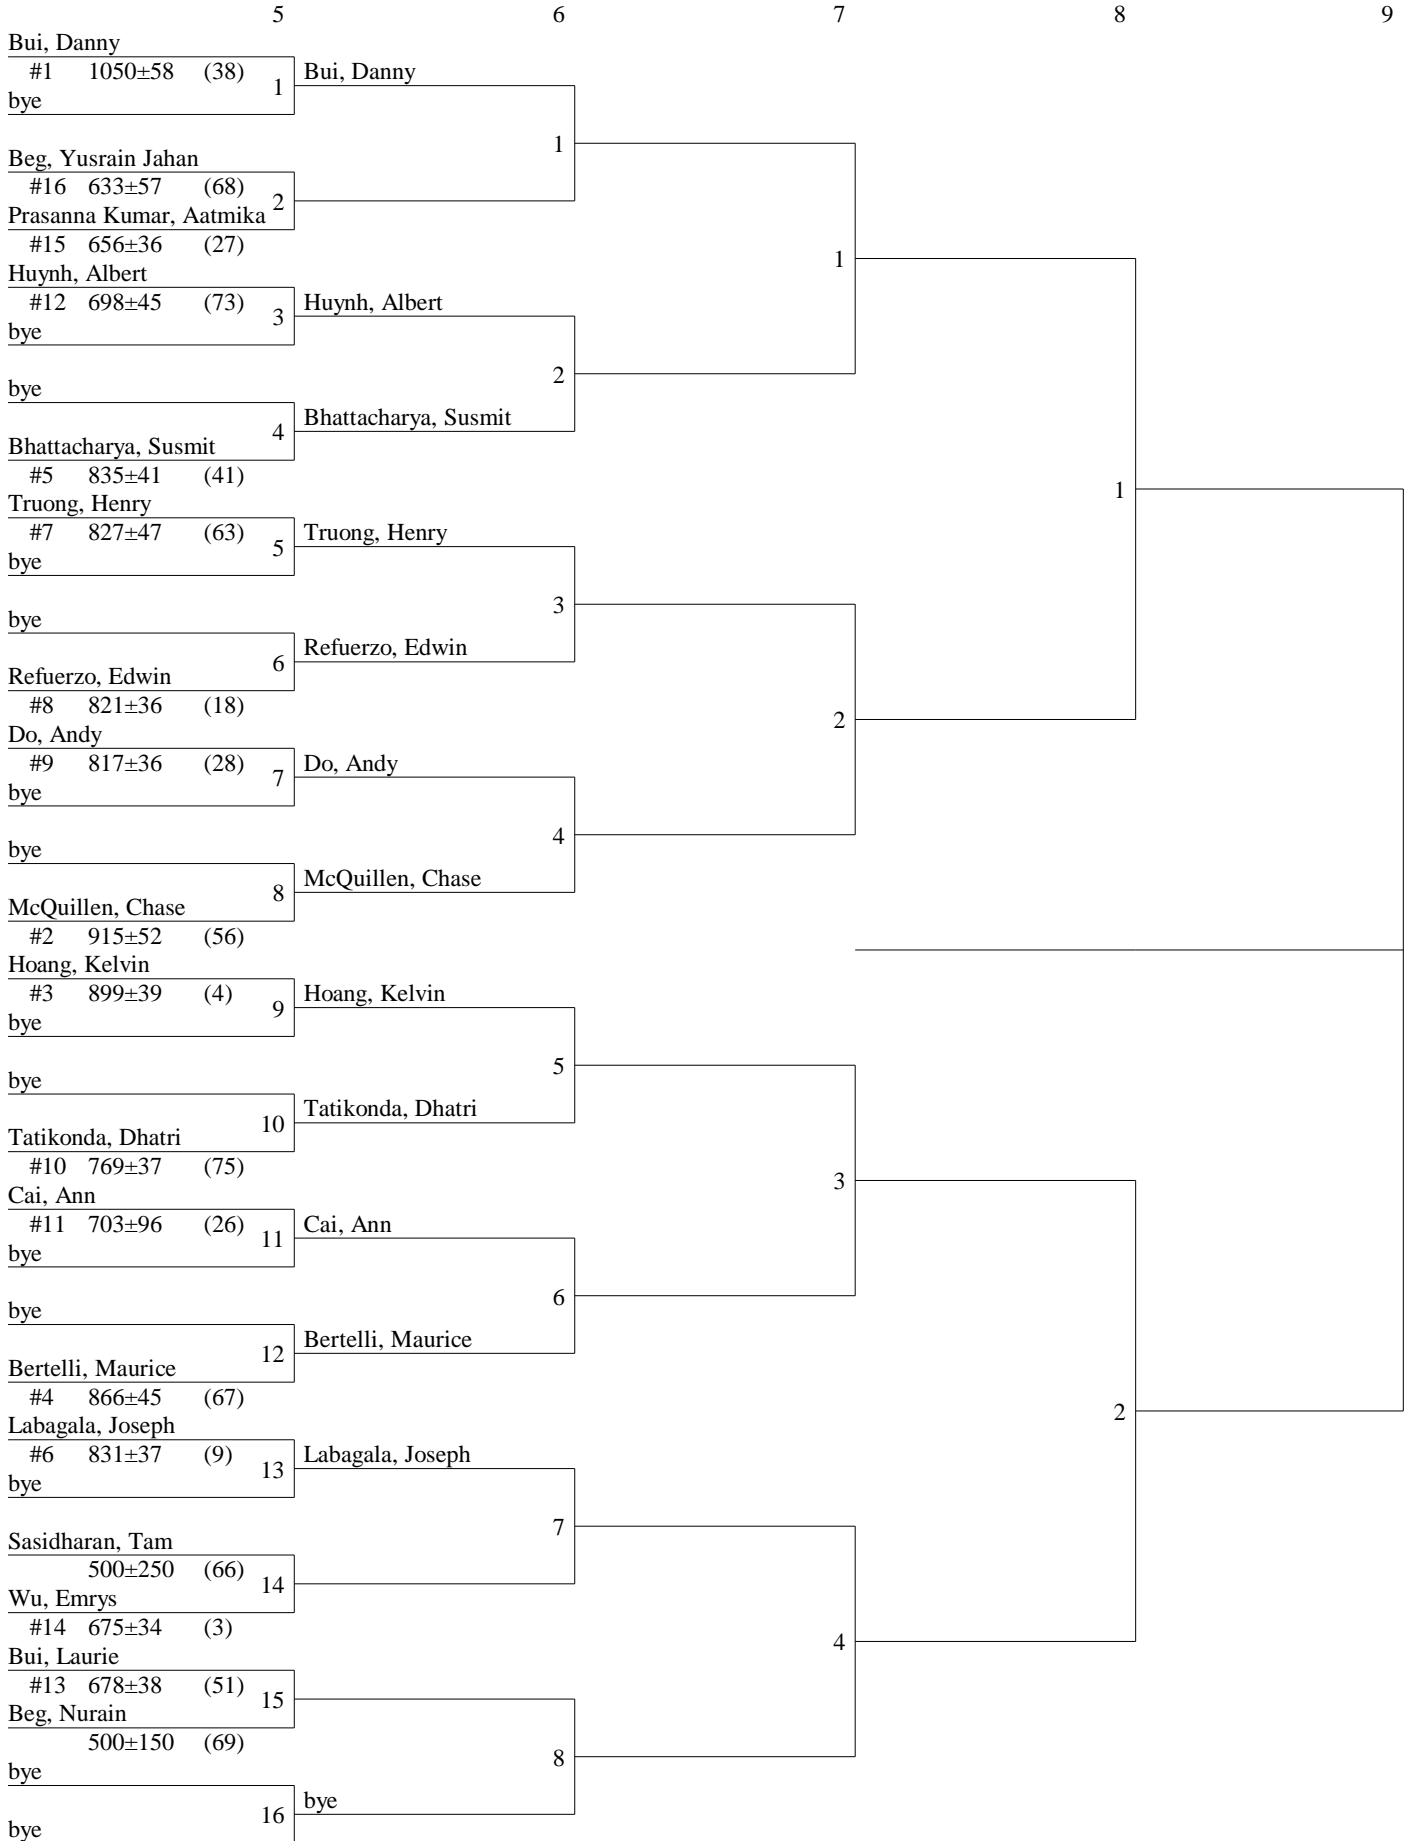 5 6 7 8 9
Bui, Danny
#1 1050±58 (38) 1 Bui, Danny
bye
1
Beg, Yusrain Jahan
#16 633±57 (68)
2
Prasanna Kumar, Aatmika
#15 656±36 (27)
1
Huynh, Albert
#12 698±45 (73) 3 Huynh, Albert
bye
2
bye
4 Bhattacharya, Susmit
Bhattacharya, Susmit
#5 835±41 (41)
1
Truong, Henry
#7 827±47 (63) 5 Truong, Henry
bye
3
bye
6 Refuerzo, Edwin
Refuerzo, Edwin
#8 821±36 (18)
2
Do, Andy
#9 817±36 (28) 7 Do, Andy
bye
4
bye
8 McQuillen, Chase
McQuillen, Chase
#2 915±52 (56)
Hoang, Kelvin
#3 899±39 (4) 9 Hoang, Kelvin
bye
5
bye
10 Tatikonda, Dhatri
Tatikonda, Dhatri
#10 769±37 (75)
3
Cai, Ann
#11 703±96 (26) 11 Cai, Ann
bye
6
bye
12 Bertelli, Maurice
Bertelli, Maurice
#4 866±45 (67)
2
Labagala, Joseph
#6 831±37 (9) 13 Labagala, Joseph
bye
7
Sasidharan, Tam
500±250 (66)
14
Wu, Emrys
#14 675±34 (3)
4
Bui, Laurie
#13 678±38 (51) 15
Beg, Nurain
500±150 (69)
8
bye
16 bye
bye